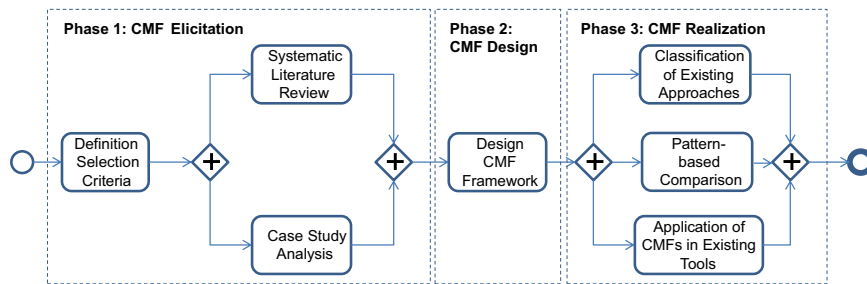 Phase 1: CMF Elicitation
Phase 2:
CMF Design
Phase 3: CMF Realization
Definition
Selection
Criteria
Systematic
Literature
Review
Case Study
Analysis
Design
CMF
Framework
Classification
of Existing
Approaches
Pattern-
based
Comparison
Application of
CMFs in Existing
Tools